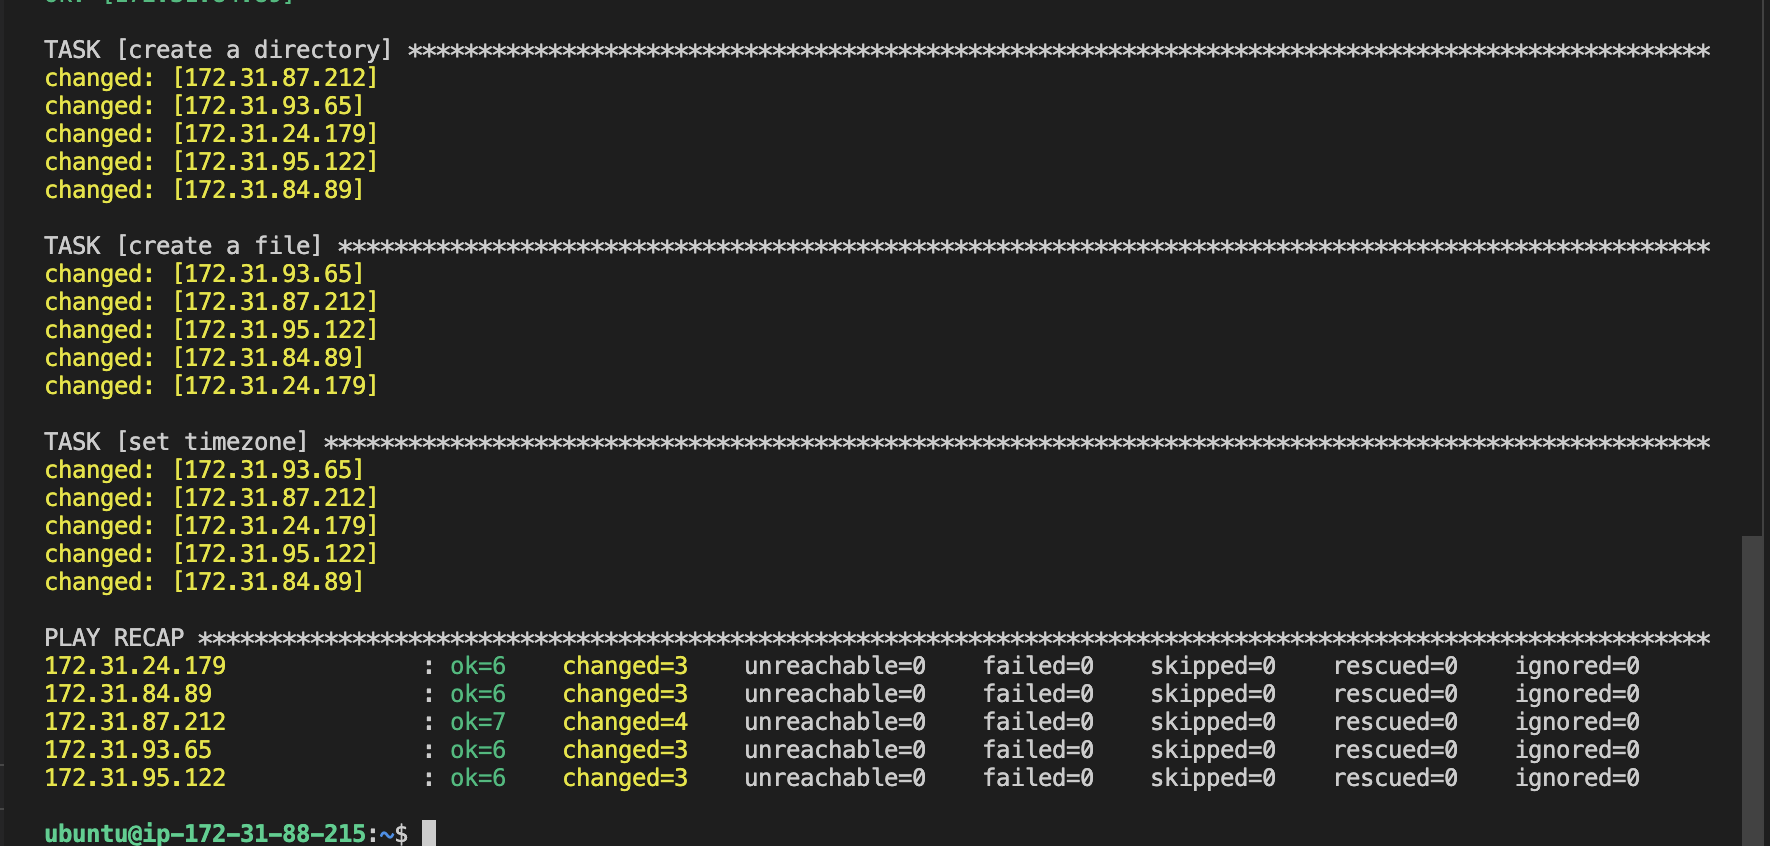 ok: [172.31.84.89]
TASK [create a directory] *********************************************************************************************
changed: [172.31.87.212]
changed: [172.31.93.65]
changed: [172.31.24.179]
changed: [172.31.95.122]
changed: [172.31.84.89]
TASK [create a file] **************************************************************************************************
changed: [172.31.93.65]
changed: [172.31.87.212]
changed: [172.31.95.122]
changed: [172.31.84.89]
changed: [172.31.24.179]
TASK [set timezone] ***************************************************************************************************
changed: [172.31.93.65]
changed: [172.31.87.212]
changed: [172.31.24.179]
changed: [172.31.95.122]
changed: [172.31.84.89]
PLAY RECAP ************************************************************************************************************
172.31.24.179              : ok=6    changed=3    unreachable=0    failed=0    skipped=0    rescued=0    ignored=0
172.31.84.89               : ok=6    changed=3    unreachable=0    failed=0    skipped=0    rescued=0    ignored=0
172.31.87.212              : ok=7    changed=4    unreachable=0    failed=0    skipped=0    rescued=0    ignored=0
172.31.93.65               : ok=6    changed=3    unreachable=0    failed=0    skipped=0    rescued=0    ignored=0
172.31.95.122              : ok=6    changed=3    unreachable=0    failed=0    skipped=0    rescued=0    ignored=0
ubuntu@ip-172-31-88-215:~$